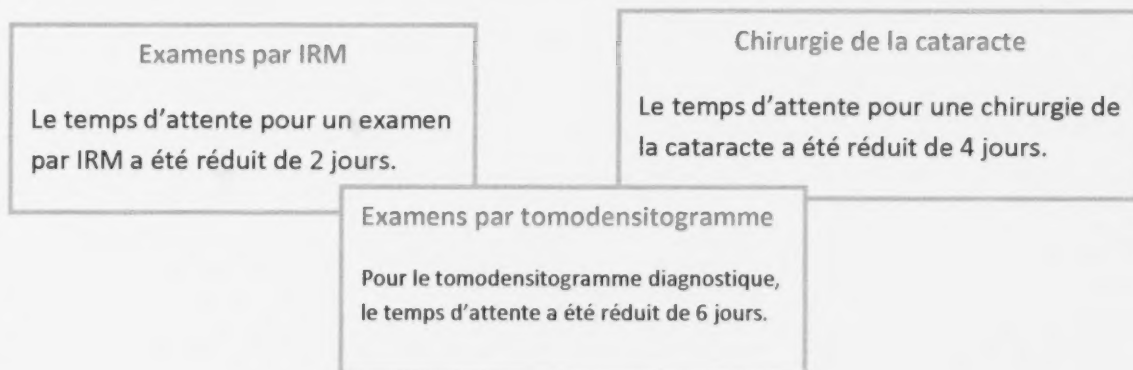 Examens par IRM
Le temps d'attente pour un examen
par IRM a été réduit de 2 jours.
Chirurgie de la cataracte
Le temps d'attente pour une chirurgie de
la cataracte a été réduit de 4 jours.
Examens par tomodensitogramme
Pour le tomodensitogramme diagnostique,
le temps d'attente a été réduit de 6 jours.